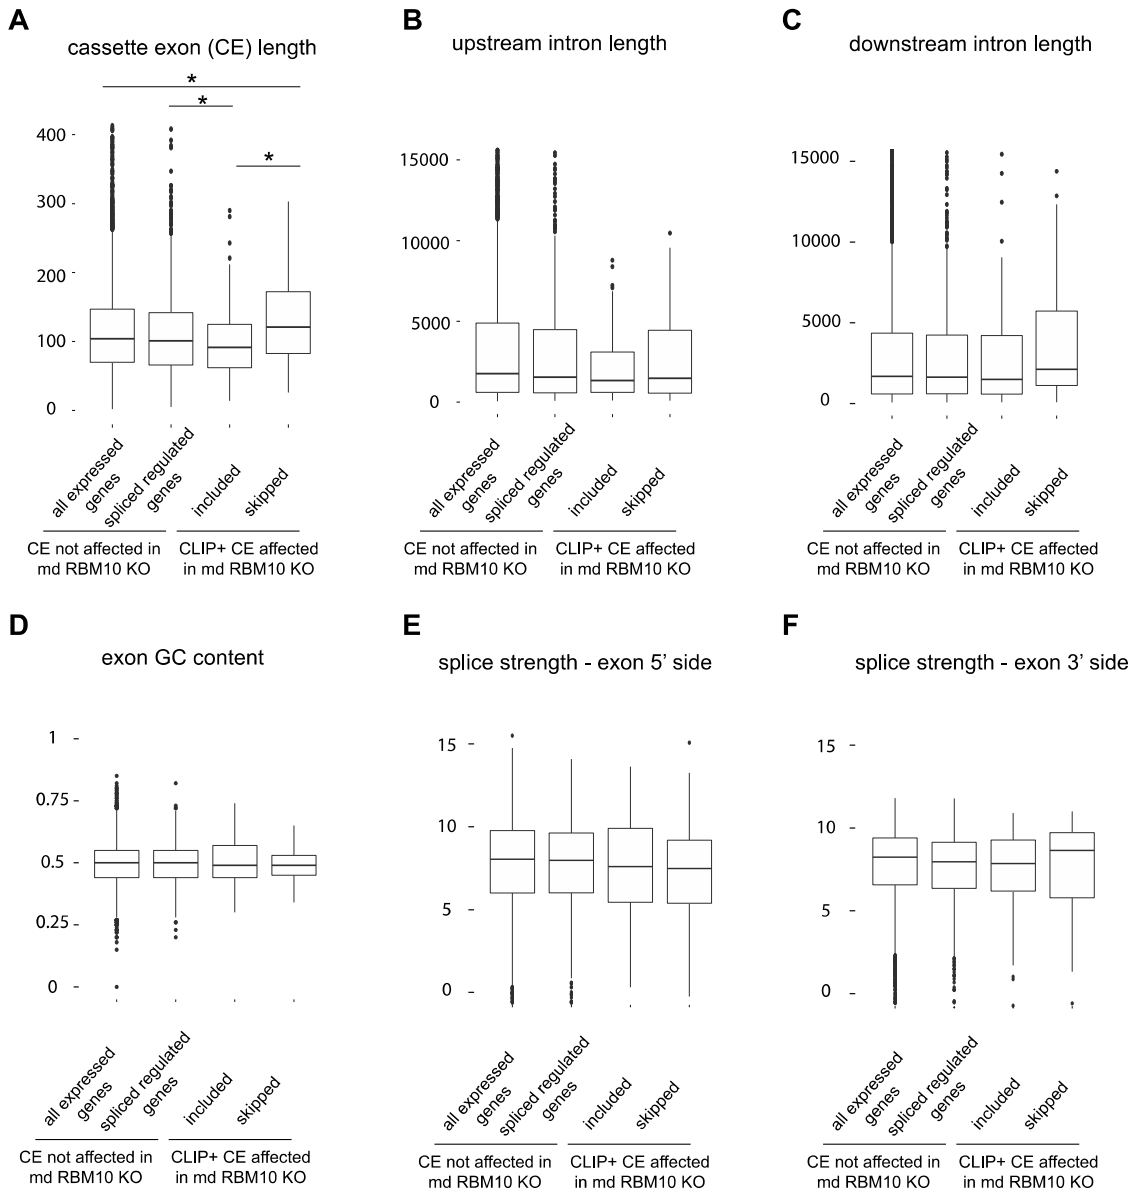 A
cassette exon (CE) length
*
*
*
400
300
200
100
0
all expressed
genes
spliced regulated
genes
included
skipped
CE not affected in
md RBM10 KO
CLIP+ CE affected
in md RBM10 KO
B
upstream intron length
15000
10000
5000
0
all expressed
genes
spliced regulated
genes
included
skipped
CE not affected in
md RBM10 KO
CLIP+ CE affected
in md RBM10 KO
C
downstream intron length
15000
10000
5000
0
all expressed
genes
spliced regulated
genes
included
skipped
CE not affected in
md RBM10 KO
CLIP+ CE affected
in md RBM10 KO
D
exon GC content
1
0.75
0.5
0.25
0
all expressed
genes
spliced regulated
genes
included
skipped
CE not affected in
md RBM10 KO
CLIP+ CE affected
in md RBM10 KO
E
splice strength - exon 5’ side
15
10
5
0
all expressed
genes
spliced regulated
genes
included
skipped
CE not affected in
md RBM10 KO
CLIP+ CE affected
in md RBM10 KO
F
splice strength - exon 3’ side
15
10
5
0
all expressed
genes
spliced regulated
genes
included
skipped
CE not affected in
md RBM10 KO
CLIP+ CE affected
in md RBM10 KO